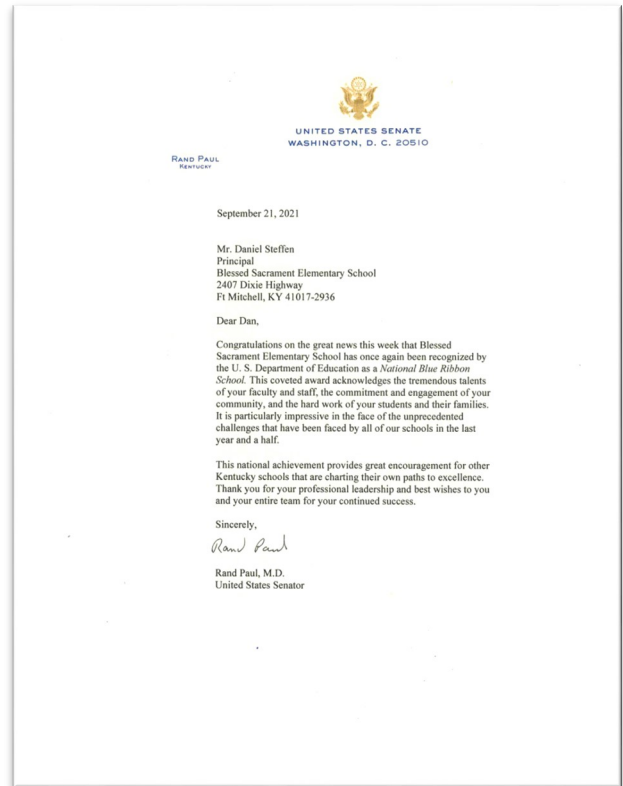 UNITED STATES SENATE
WASHINGTON, D. C. 20510
RAND PAUL
KENTUCKY
September 21, 2021
Mr. Daniel Steffen
Principal
Blessed Sacrament Elementary School
2407 Dixie Highway
Ft Mitchell, KY 41017-2936
Dear Dan,
Congratulations on the great news this week that Blessed
Sacrament Elementary School has once again been recognized by
the U. S. Department of Education as a National Blue Ribbon
School. This coveted award acknowledges the tremendous talents
of your faculty and staff, the commitment and engagement of your
community, and the hard work of your students and their families.
It is particularly impressive in the face of the unprecedented
challenges that have been faced by all of our schools in the last
year and a half.
This national achievement provides great encouragement for other
Kentucky schools that are charting their own paths to excellence.
Thank you for your professional leadership and best wishes to you
and your entire team for your continued success.
Sincerely,
Rand Paul
Rand Paul, M.D.
United States Senator